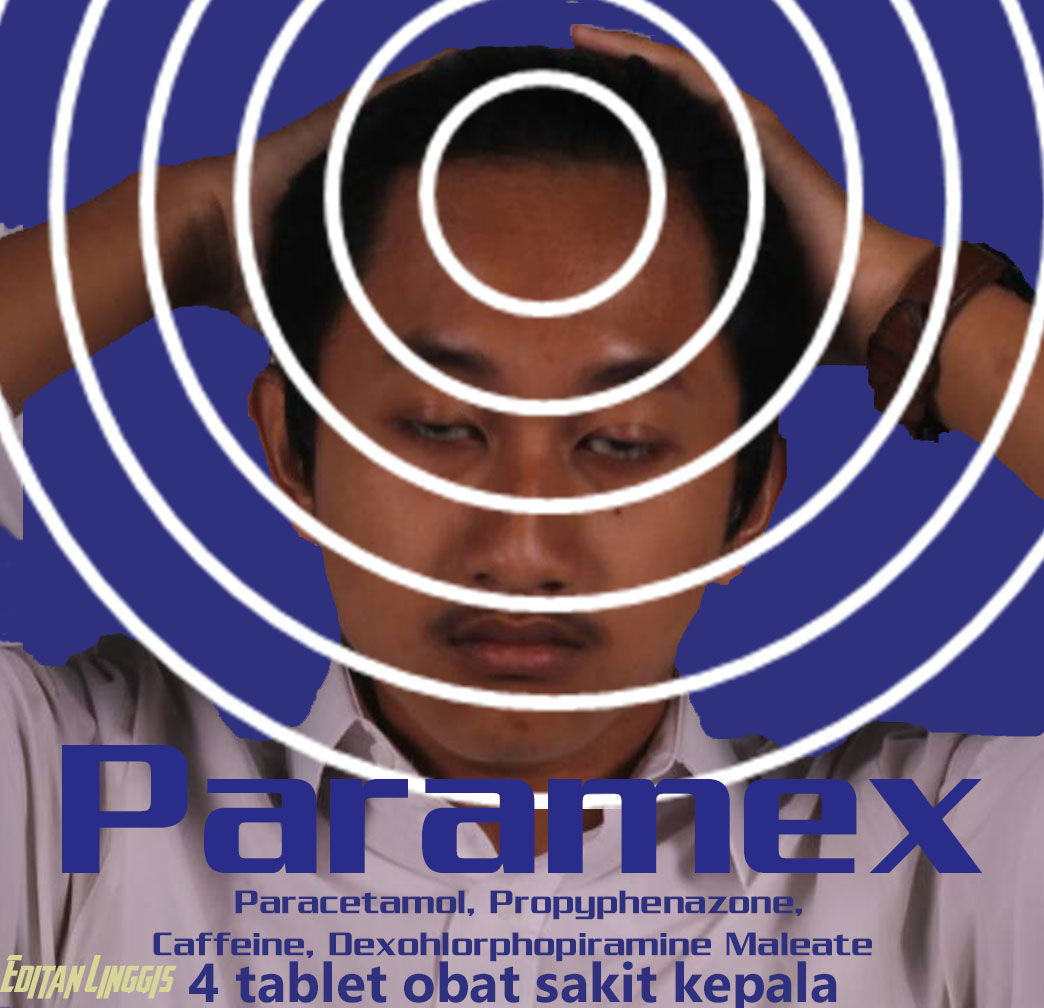 Paramex
Paracetamol, Propyphenazone,
Caffeine, Dexohlorphopiramine Maleate
4 tablet obat sakit kepala
Editan Linggis